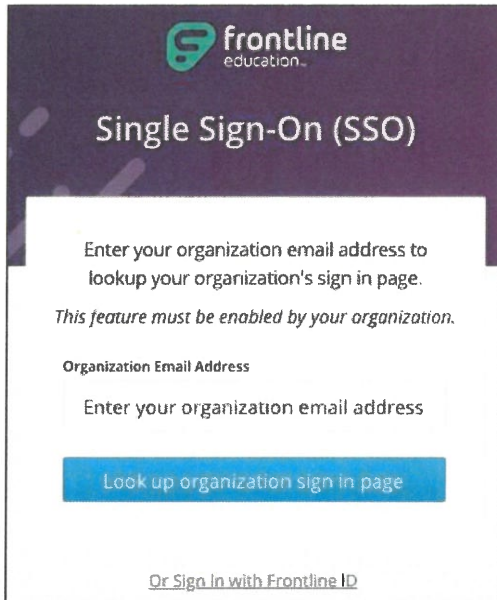 frontline
education™
Single Sign-On (SSO)
Enter your organization email address to
lookup your organization's sign in page.
This feature must be enabled by your organization.
Organization Email Address
Enter your organization email address
Look up organization sign in page
Or Sign In with Frontline ID